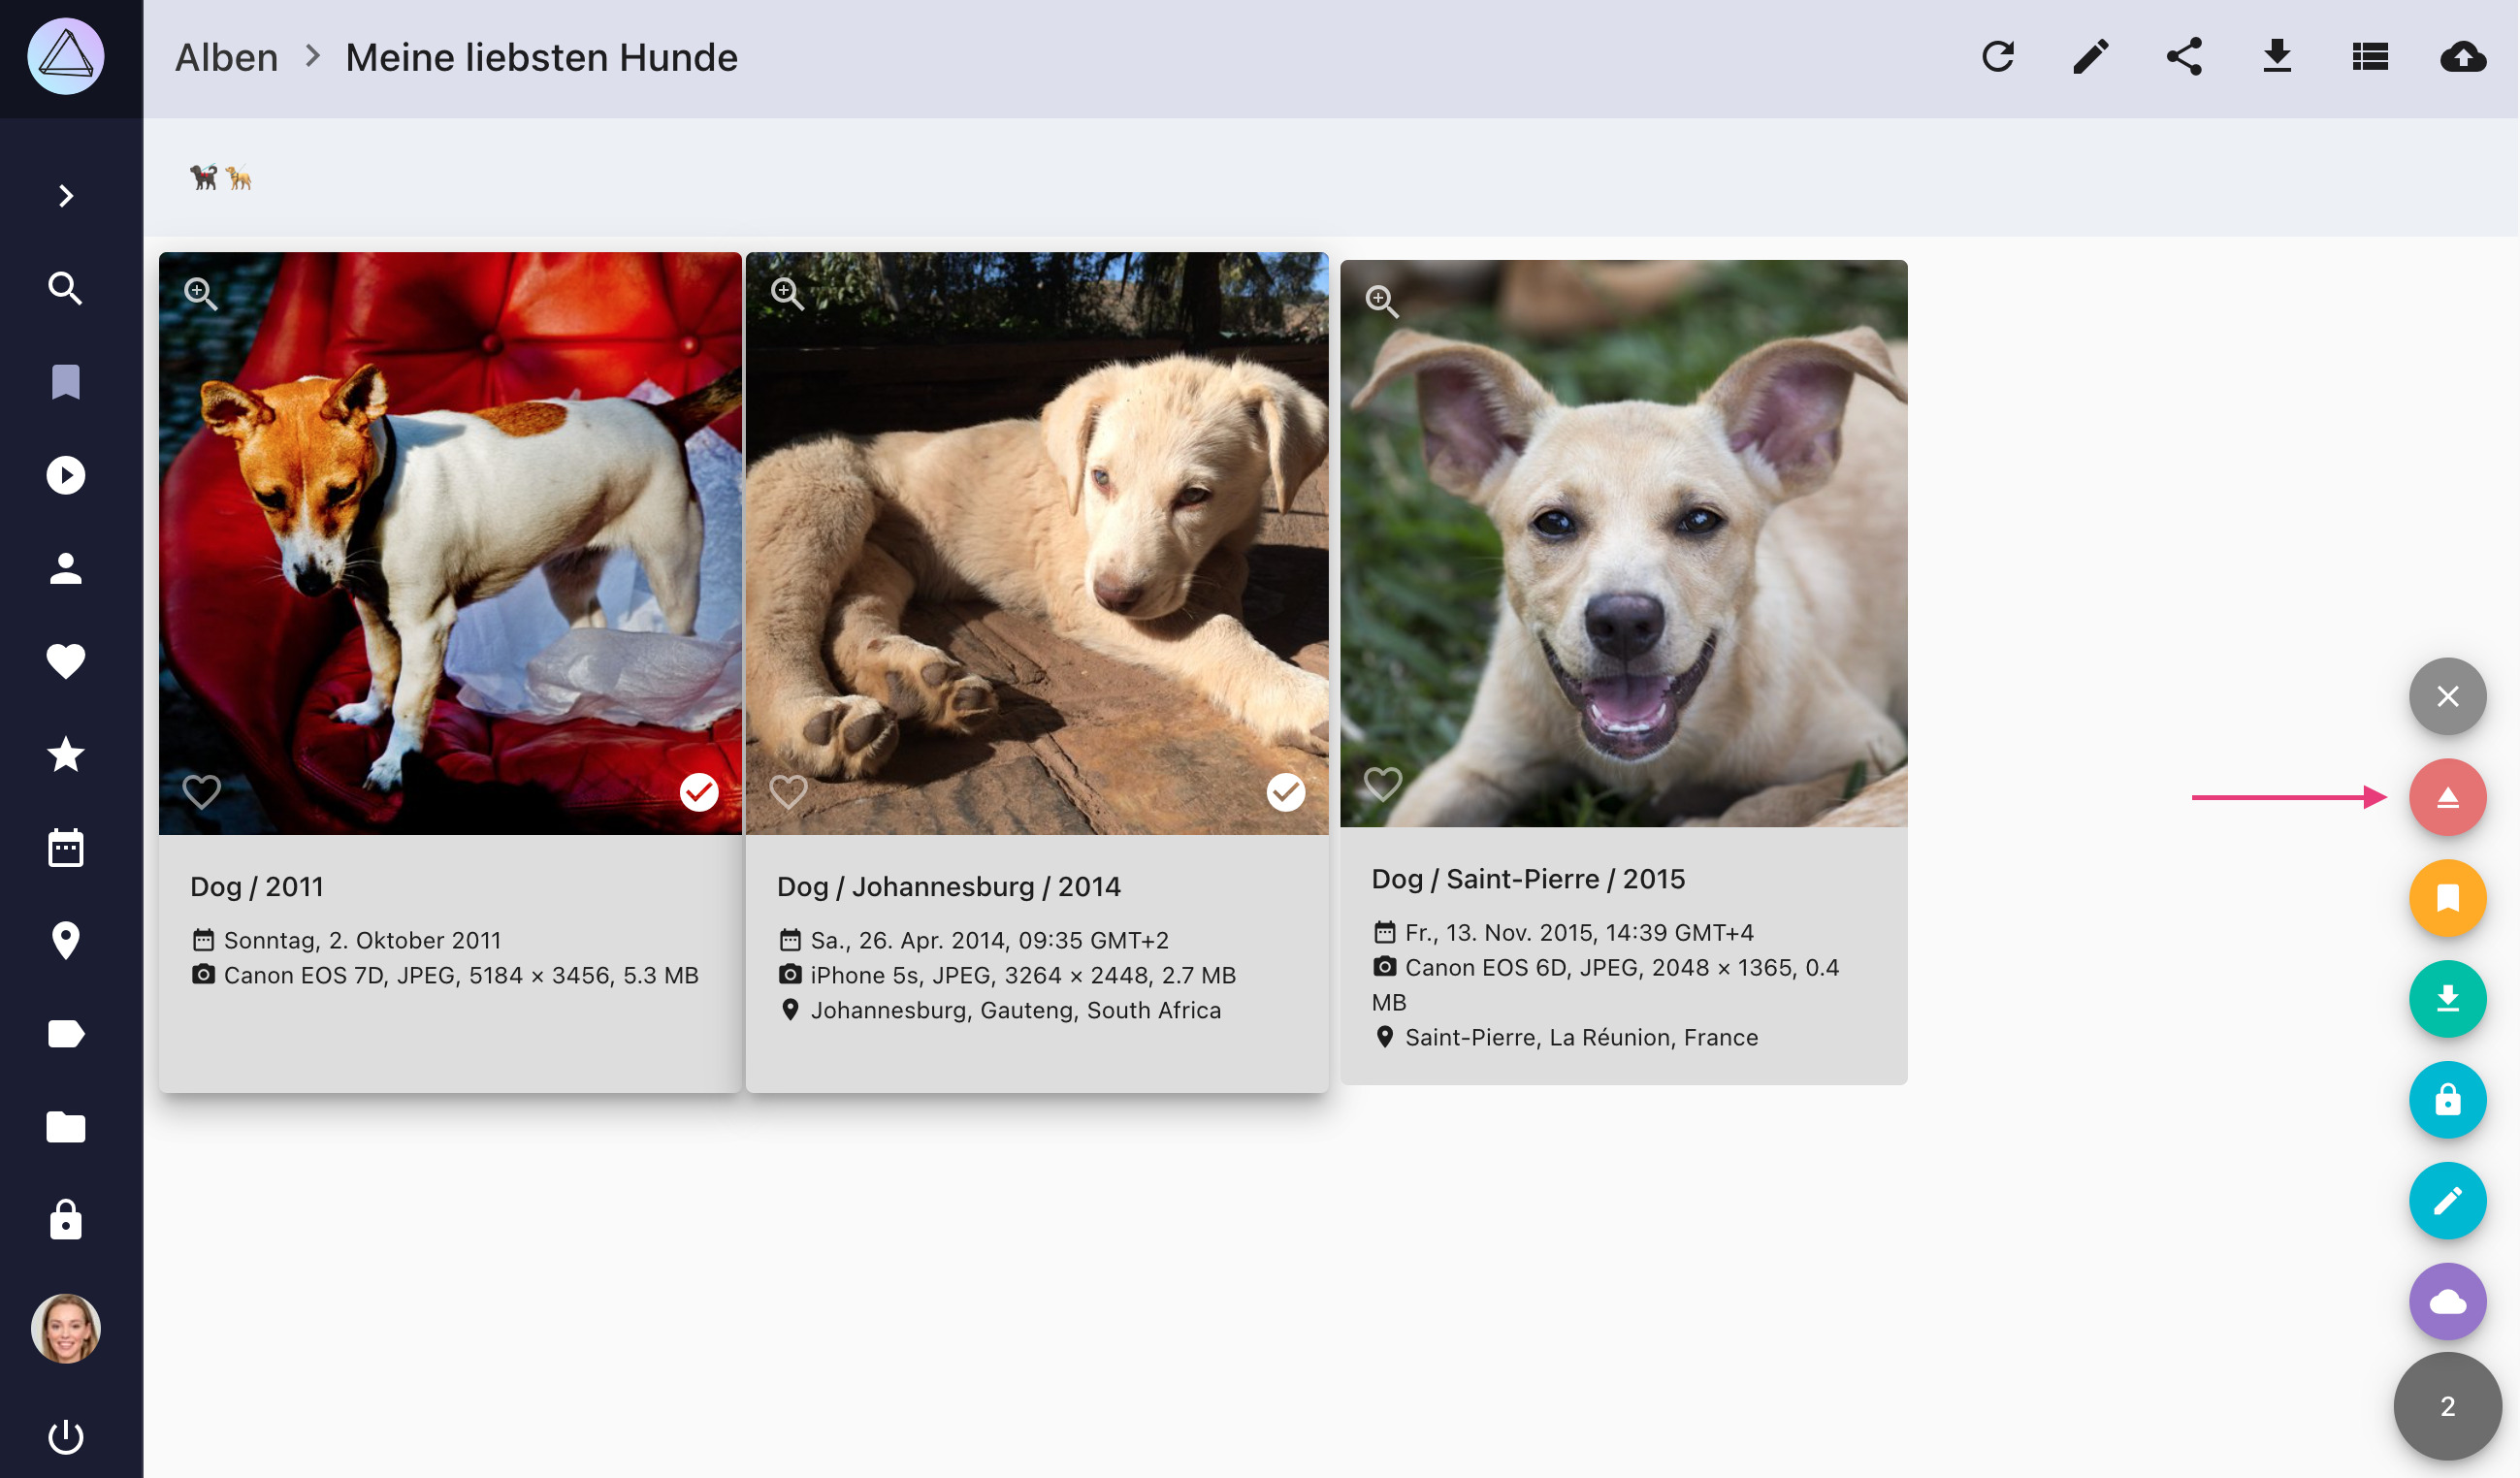 Alben > Meine liebsten Hunde
🐕‍🦺 🦮
Dog / 2011
Sonntag, 2. Oktober 2011
Canon EOS 7D, JPEG, 5184 × 3456, 5.3 MB
Dog / Johannesburg / 2014
Sa., 26. Apr. 2014, 09:35 GMT+2
iPhone 5s, JPEG, 3264 × 2448, 2.7 MB
Johannesburg, Gauteng, South Africa
Dog / Saint-Pierre / 2015
Fr., 13. Nov. 2015, 14:39 GMT+4
Canon EOS 6D, JPEG, 2048 × 1365, 0.4
MB
Saint-Pierre, La Réunion, France
2